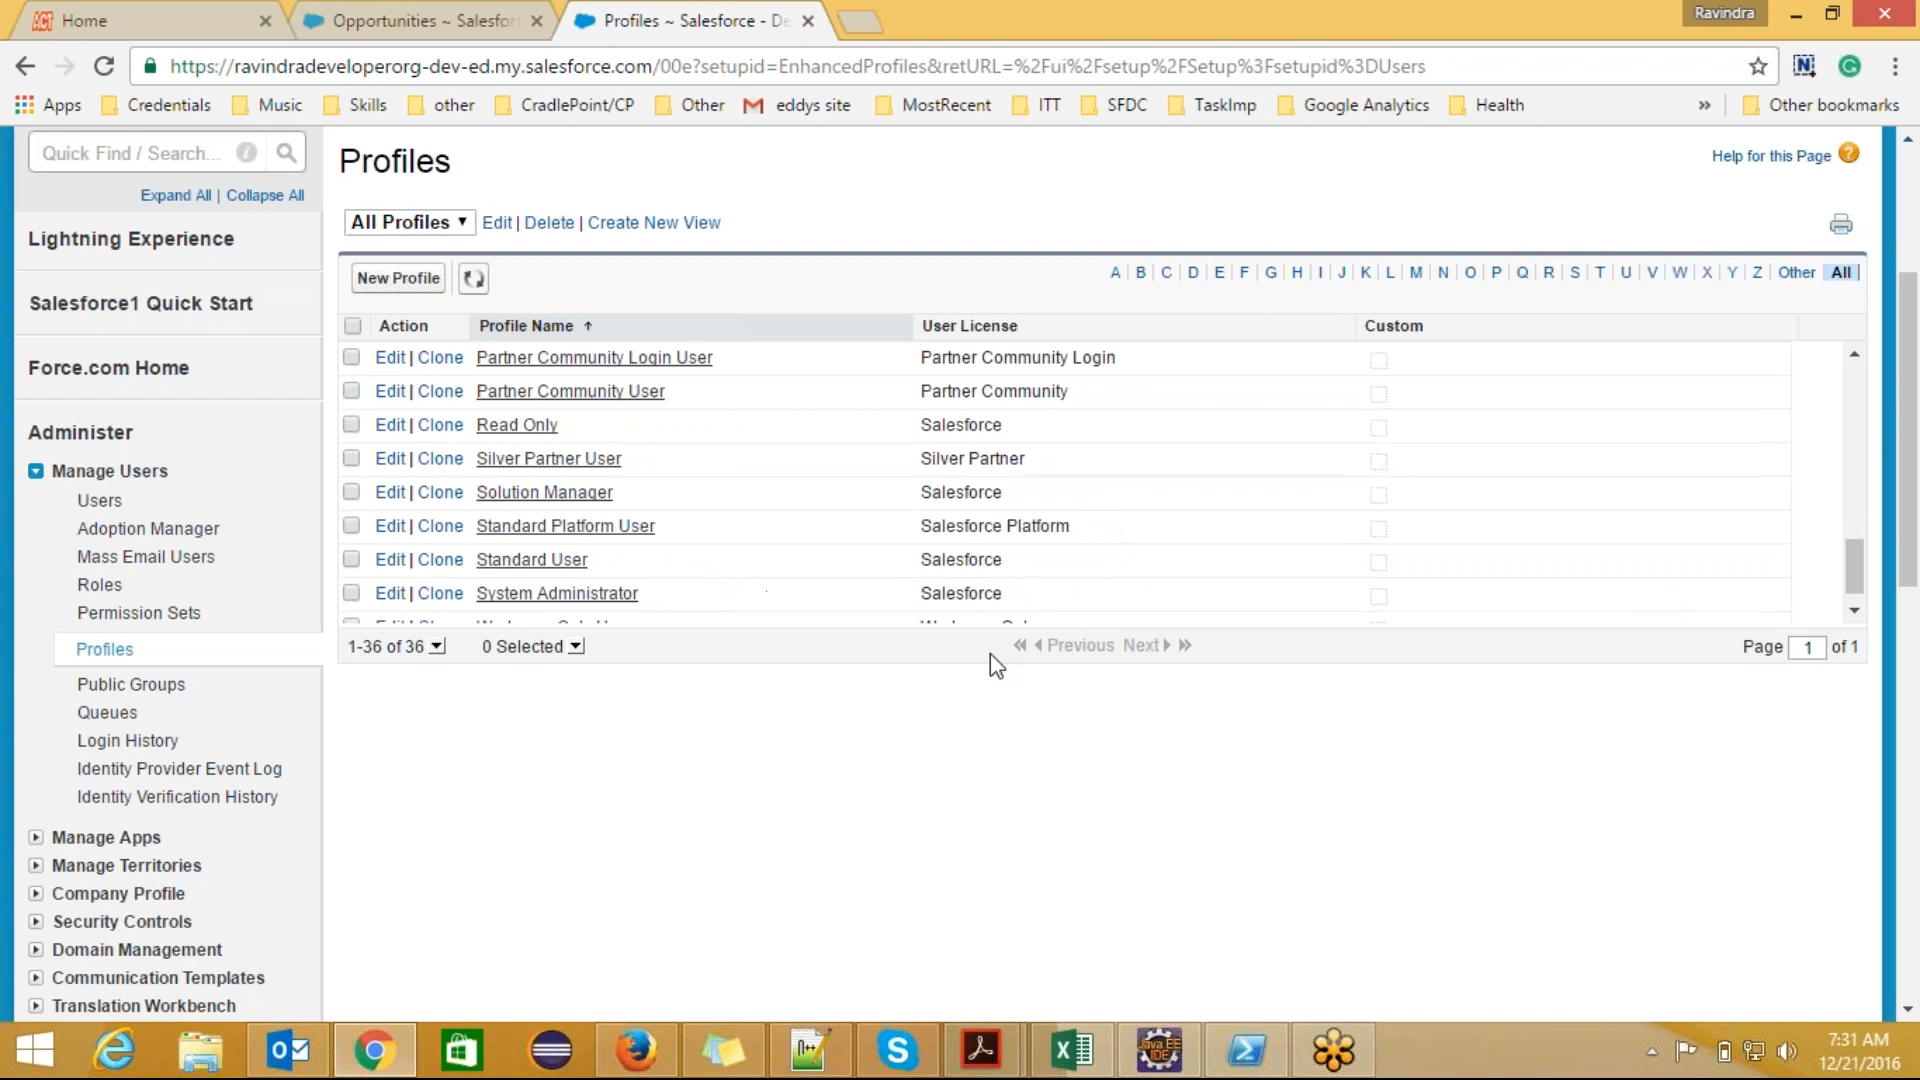 Home
Opportunities ~ Salesfor
Profiles ~ Salesforce - De
Ravindra
https://ravindradeveloperorg-dev-ed.my.salesforce.com/00e?setupid=EnhancedProfiles&retURL=%2Fui%2Fsetup%2FSetup%3Fsetupid%3DUsers
Apps Credentials Music Skills other CradlePoint/CP Other eddys site MostRecent ITT SFDC TaskImp Google Analytics Health » Other bookmarks
Quick Find / Search...
Expand All | Collapse All
Lightning Experience
Salesforce1 Quick Start
Force.com Home
Administer
Manage Users
Users
Adoption Manager
Mass Email Users
Roles
Permission Sets
Profiles
Public Groups
Queues
Login History
Identity Provider Event Log
Identity Verification History
Manage Apps
Manage Territories
Company Profile
Security Controls
Domain Management
Communication Templates
Translation Workbench
Profiles
Help for this Page ?
All Profiles Edit | Delete | Create New View
New Profile
A | B | C | D | E | F | G | H | I | J | K | L | M | N | O | P | Q | R | S | T | U | V | W | X | Y | Z | Other | All
Action Profile Name ↑ User License Custom
Edit | Clone Partner Community Login User Partner Community Login
Edit | Clone Partner Community User Partner Community
Edit | Clone Read Only Salesforce
Edit | Clone Silver Partner User Silver Partner
Edit | Clone Solution Manager Salesforce
Edit | Clone Standard Platform User Salesforce Platform
Edit | Clone Standard User Salesforce
Edit | Clone System Administrator Salesforce
1-36 of 36 0 Selected Previous Next Page 1 of 1
7:31 AM
12/21/2016